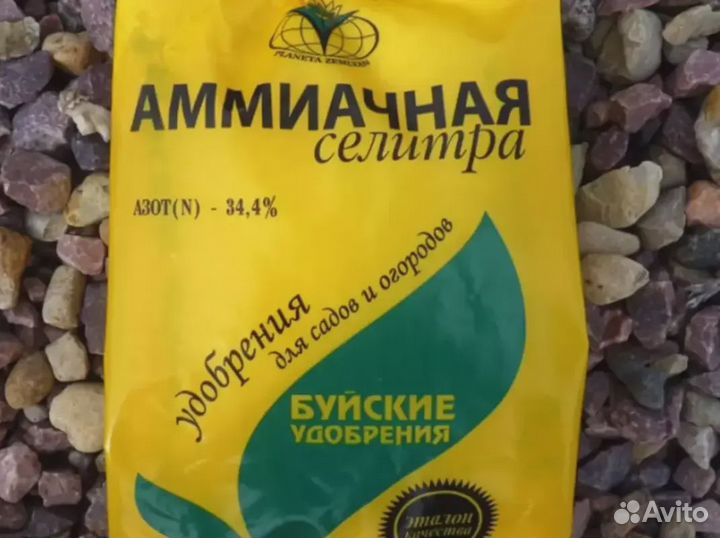 PLANETA ZEMLYA
АММИАЧНАЯ
селитра
АЗОТ(N) - 34,4%
удобрения
для садов и огородов
БУЙСКИЕ
УДОБРЕНИЯ
эталон
качества
Avito